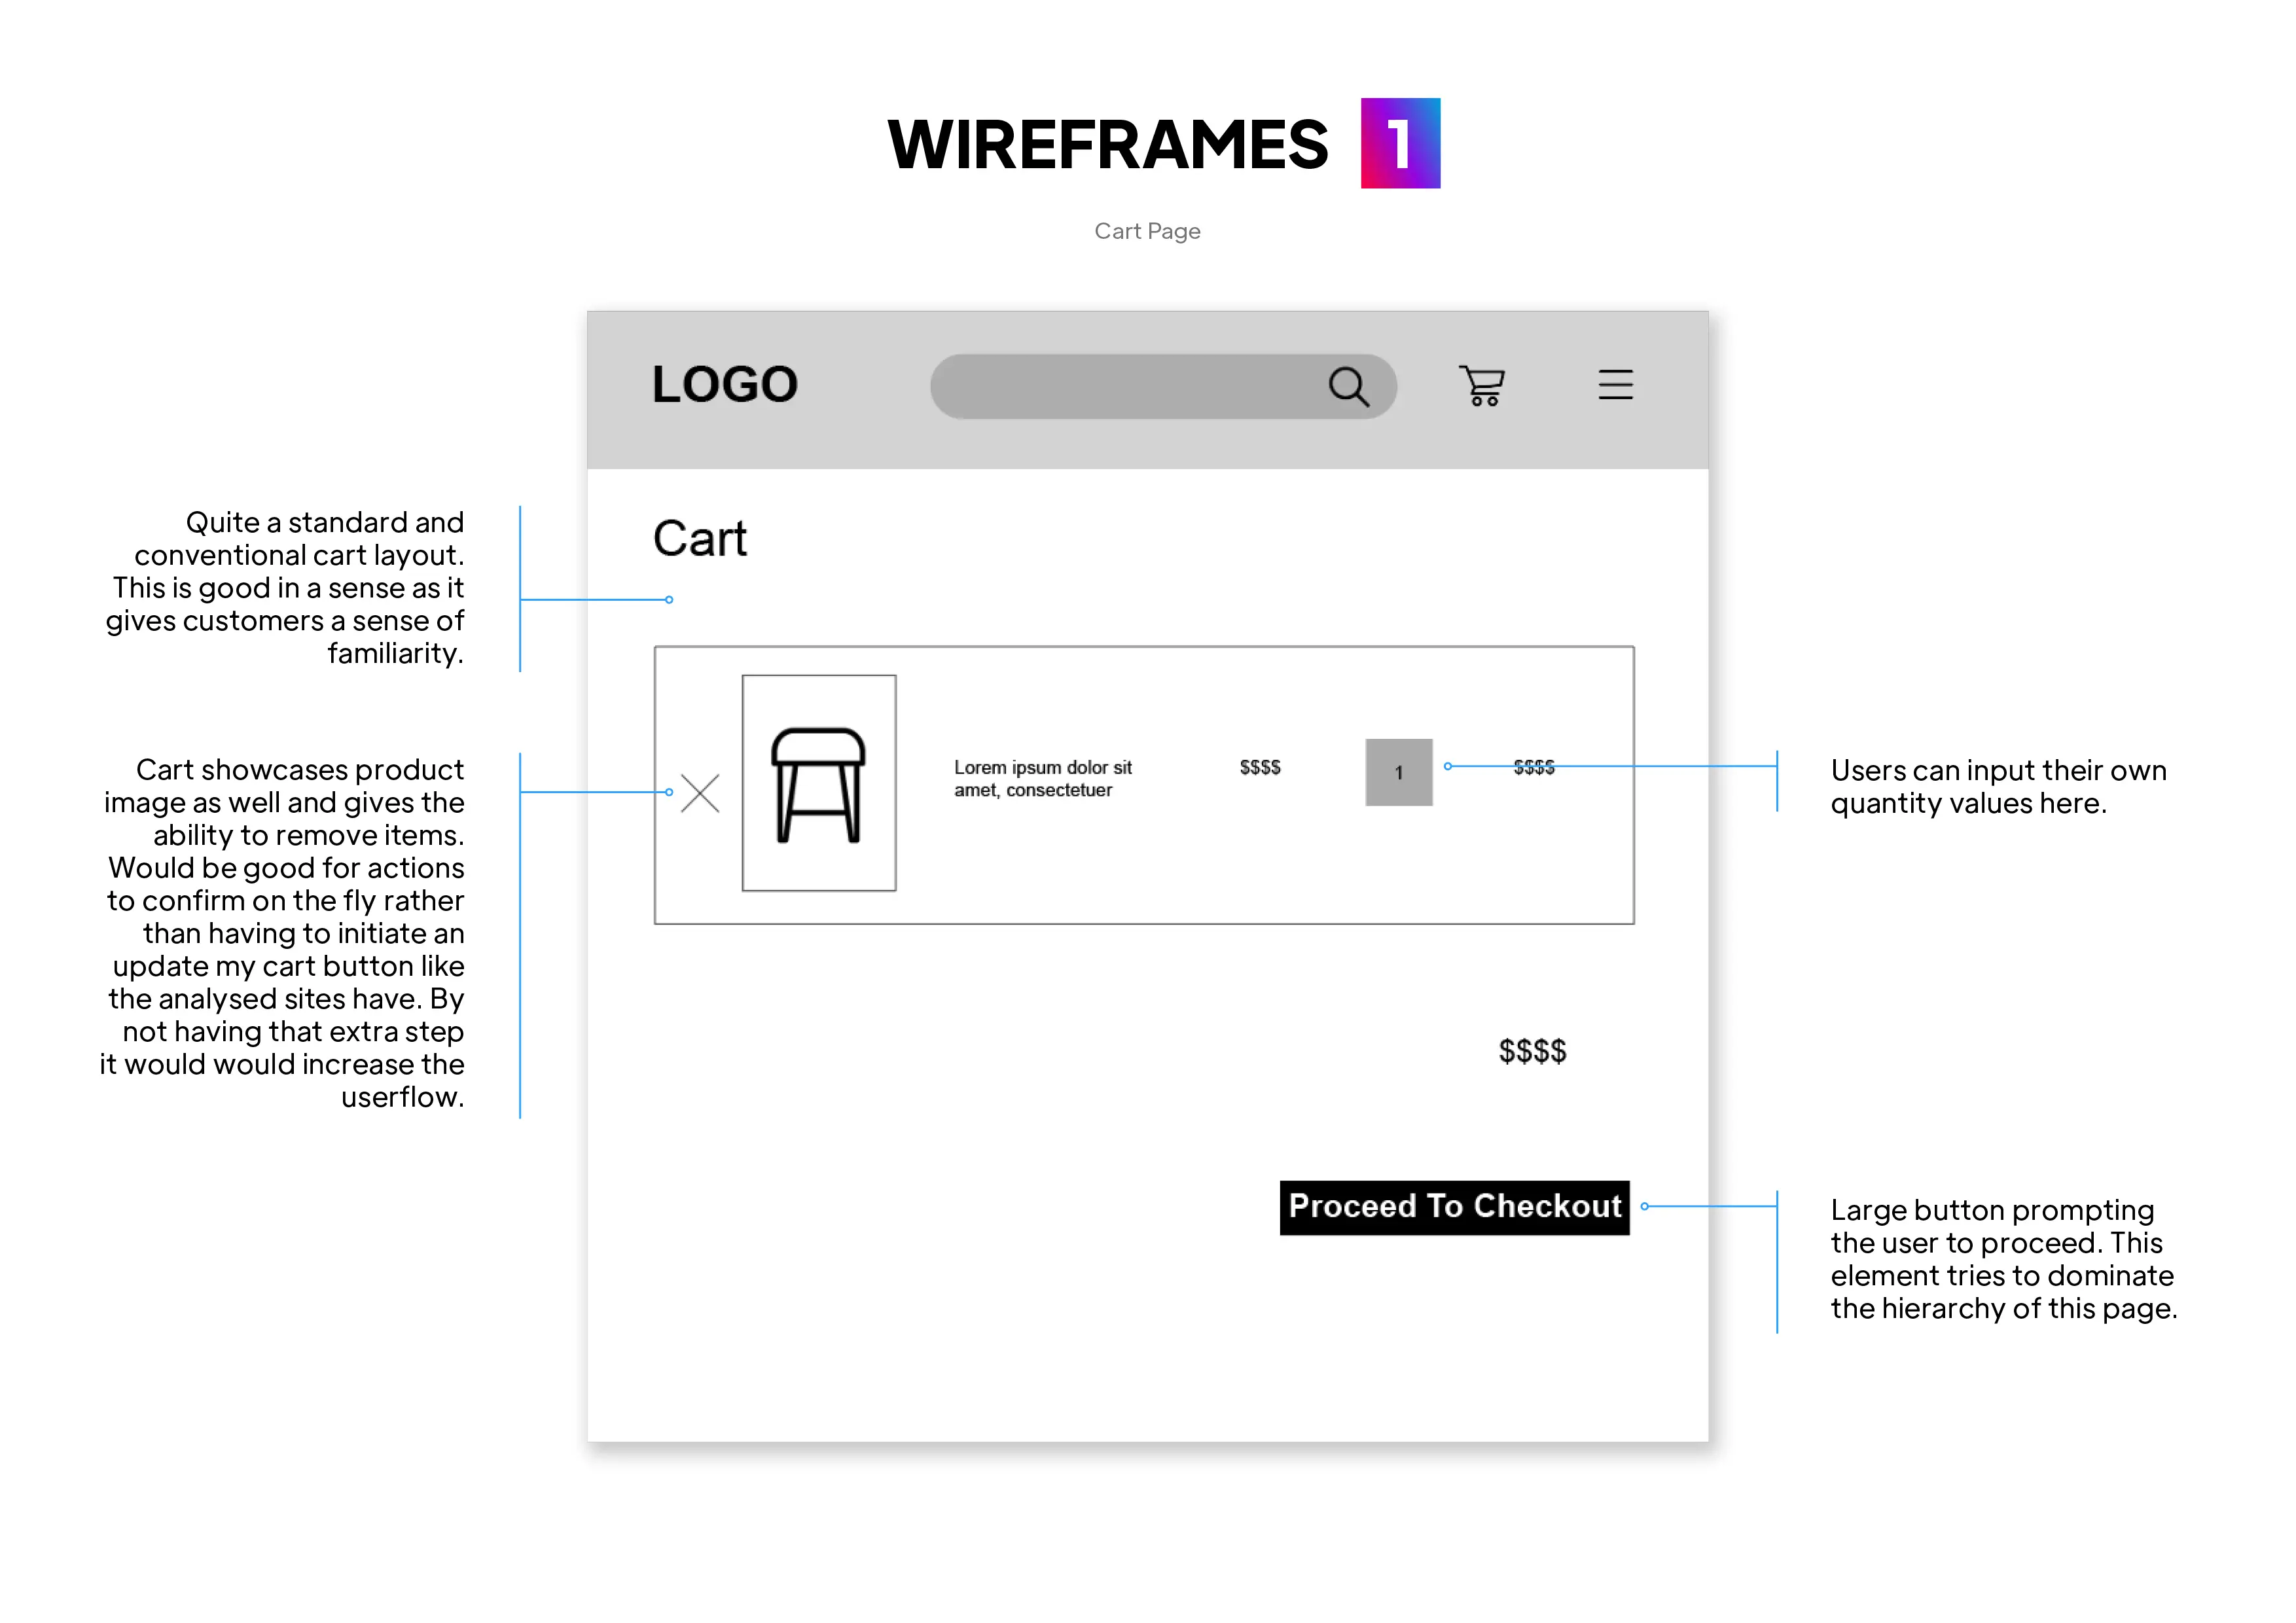 WIREFRAMES 1
Cart Page
LOGO
Cart
Quite a standard and
conventional cart layout.
This is good in a sense as it
gives customers a sense of
familiarity.
Cart showcases product
image as well and gives the
ability to remove items.
Would be good for actions
to confirm on the fly rather
than having to initiate an
update my cart button like
the analysed sites have. By
not having that extra step
it would would increase the
userflow.
Lorem ipsum dolor sit
amet, consectetuer
$$$$
1
$$$$
Users can input their own
quantity values here.
$$$$
Proceed To Checkout
Large button prompting
the user to proceed. This
element tries to dominate
the hierarchy of this page.